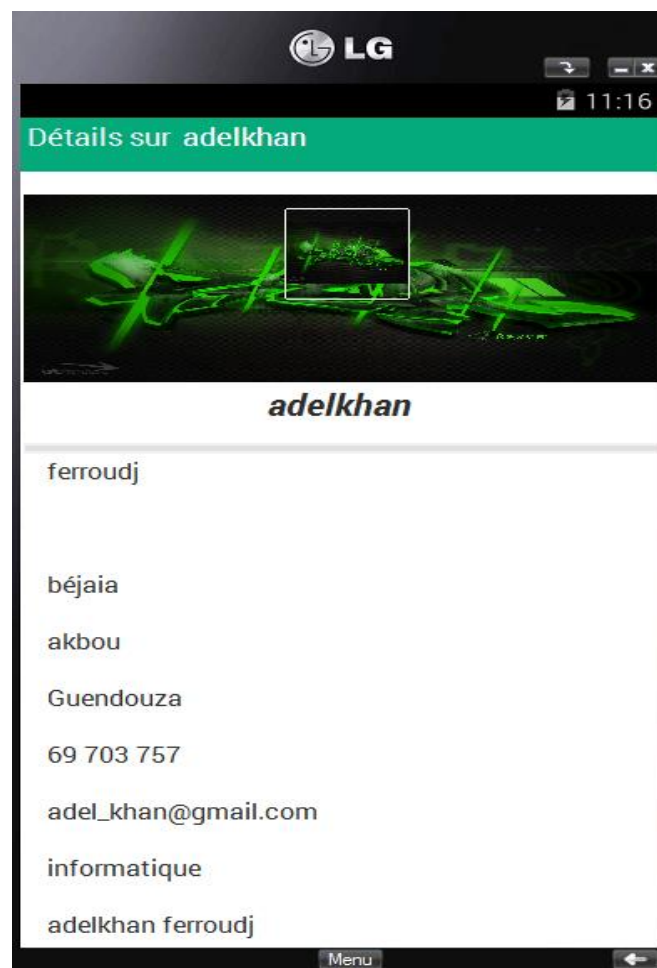 LG
11:16
Détails sur adelkhan
adelkhan
ferroudj
béjaia
akbou
Guendouza
69 703 757
adel_khan@gmail.com
informatique
adelkhan ferroudj
Menu